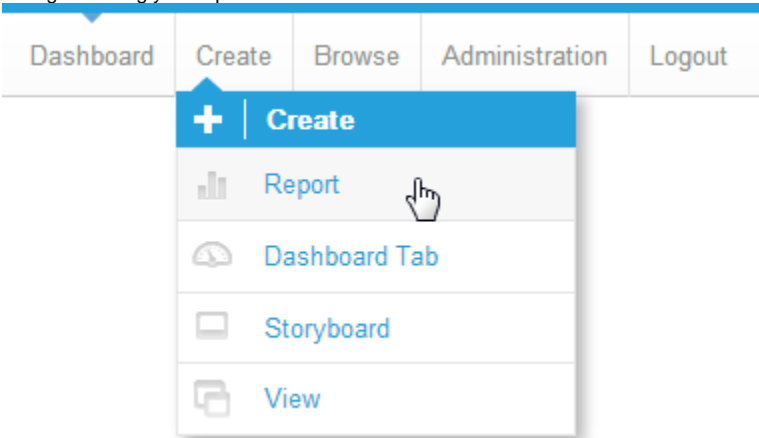 Dashboard Create Browse Administration Logout
Create
Report
Dashboard Tab
Storyboard
View